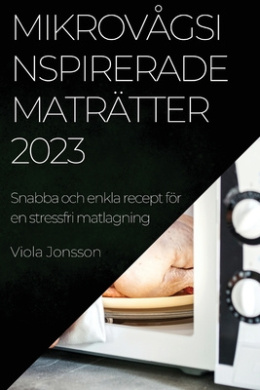 MIKROVÅGSI
NSPIRERADE
MATRÄTTER
2023
Snabba och enkla recept för
en stressfri matlagning
Viola Jonsson